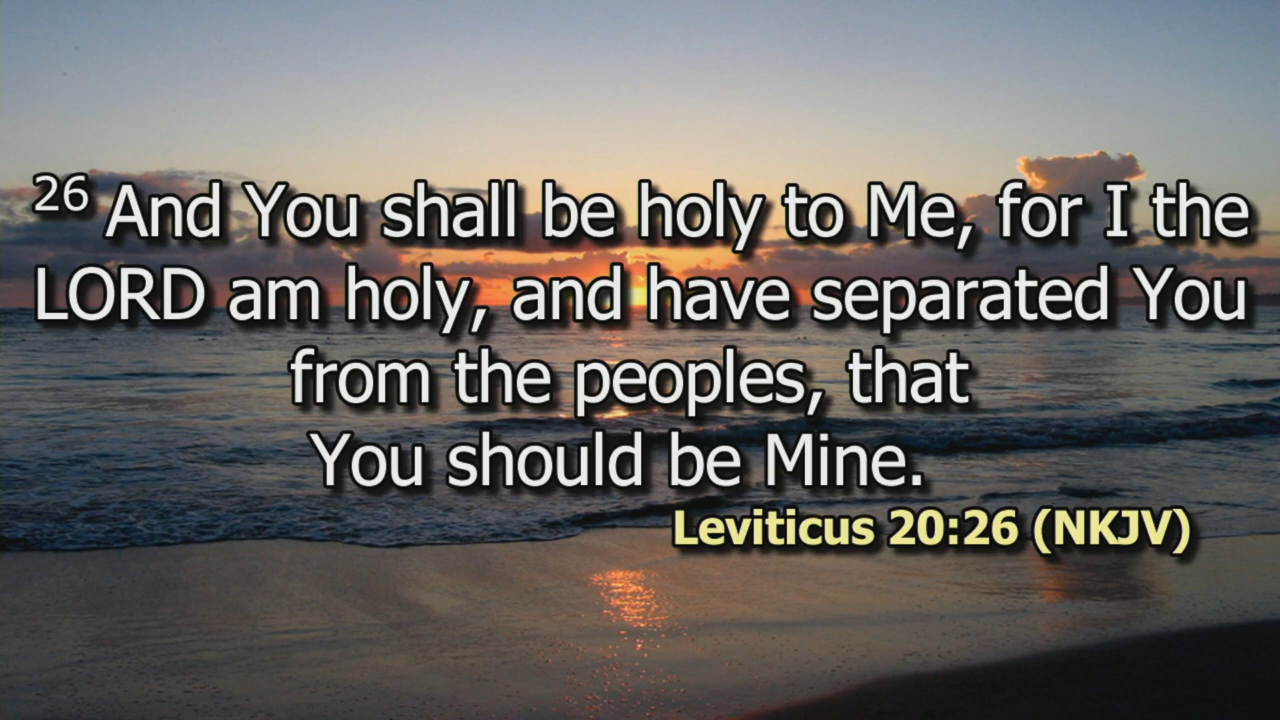 26 And You shall be holy to Me, for I the
LORD am holy, and have separated You
from the peoples, that
You should be Mine.
Leviticus 20:26 (NKJV)